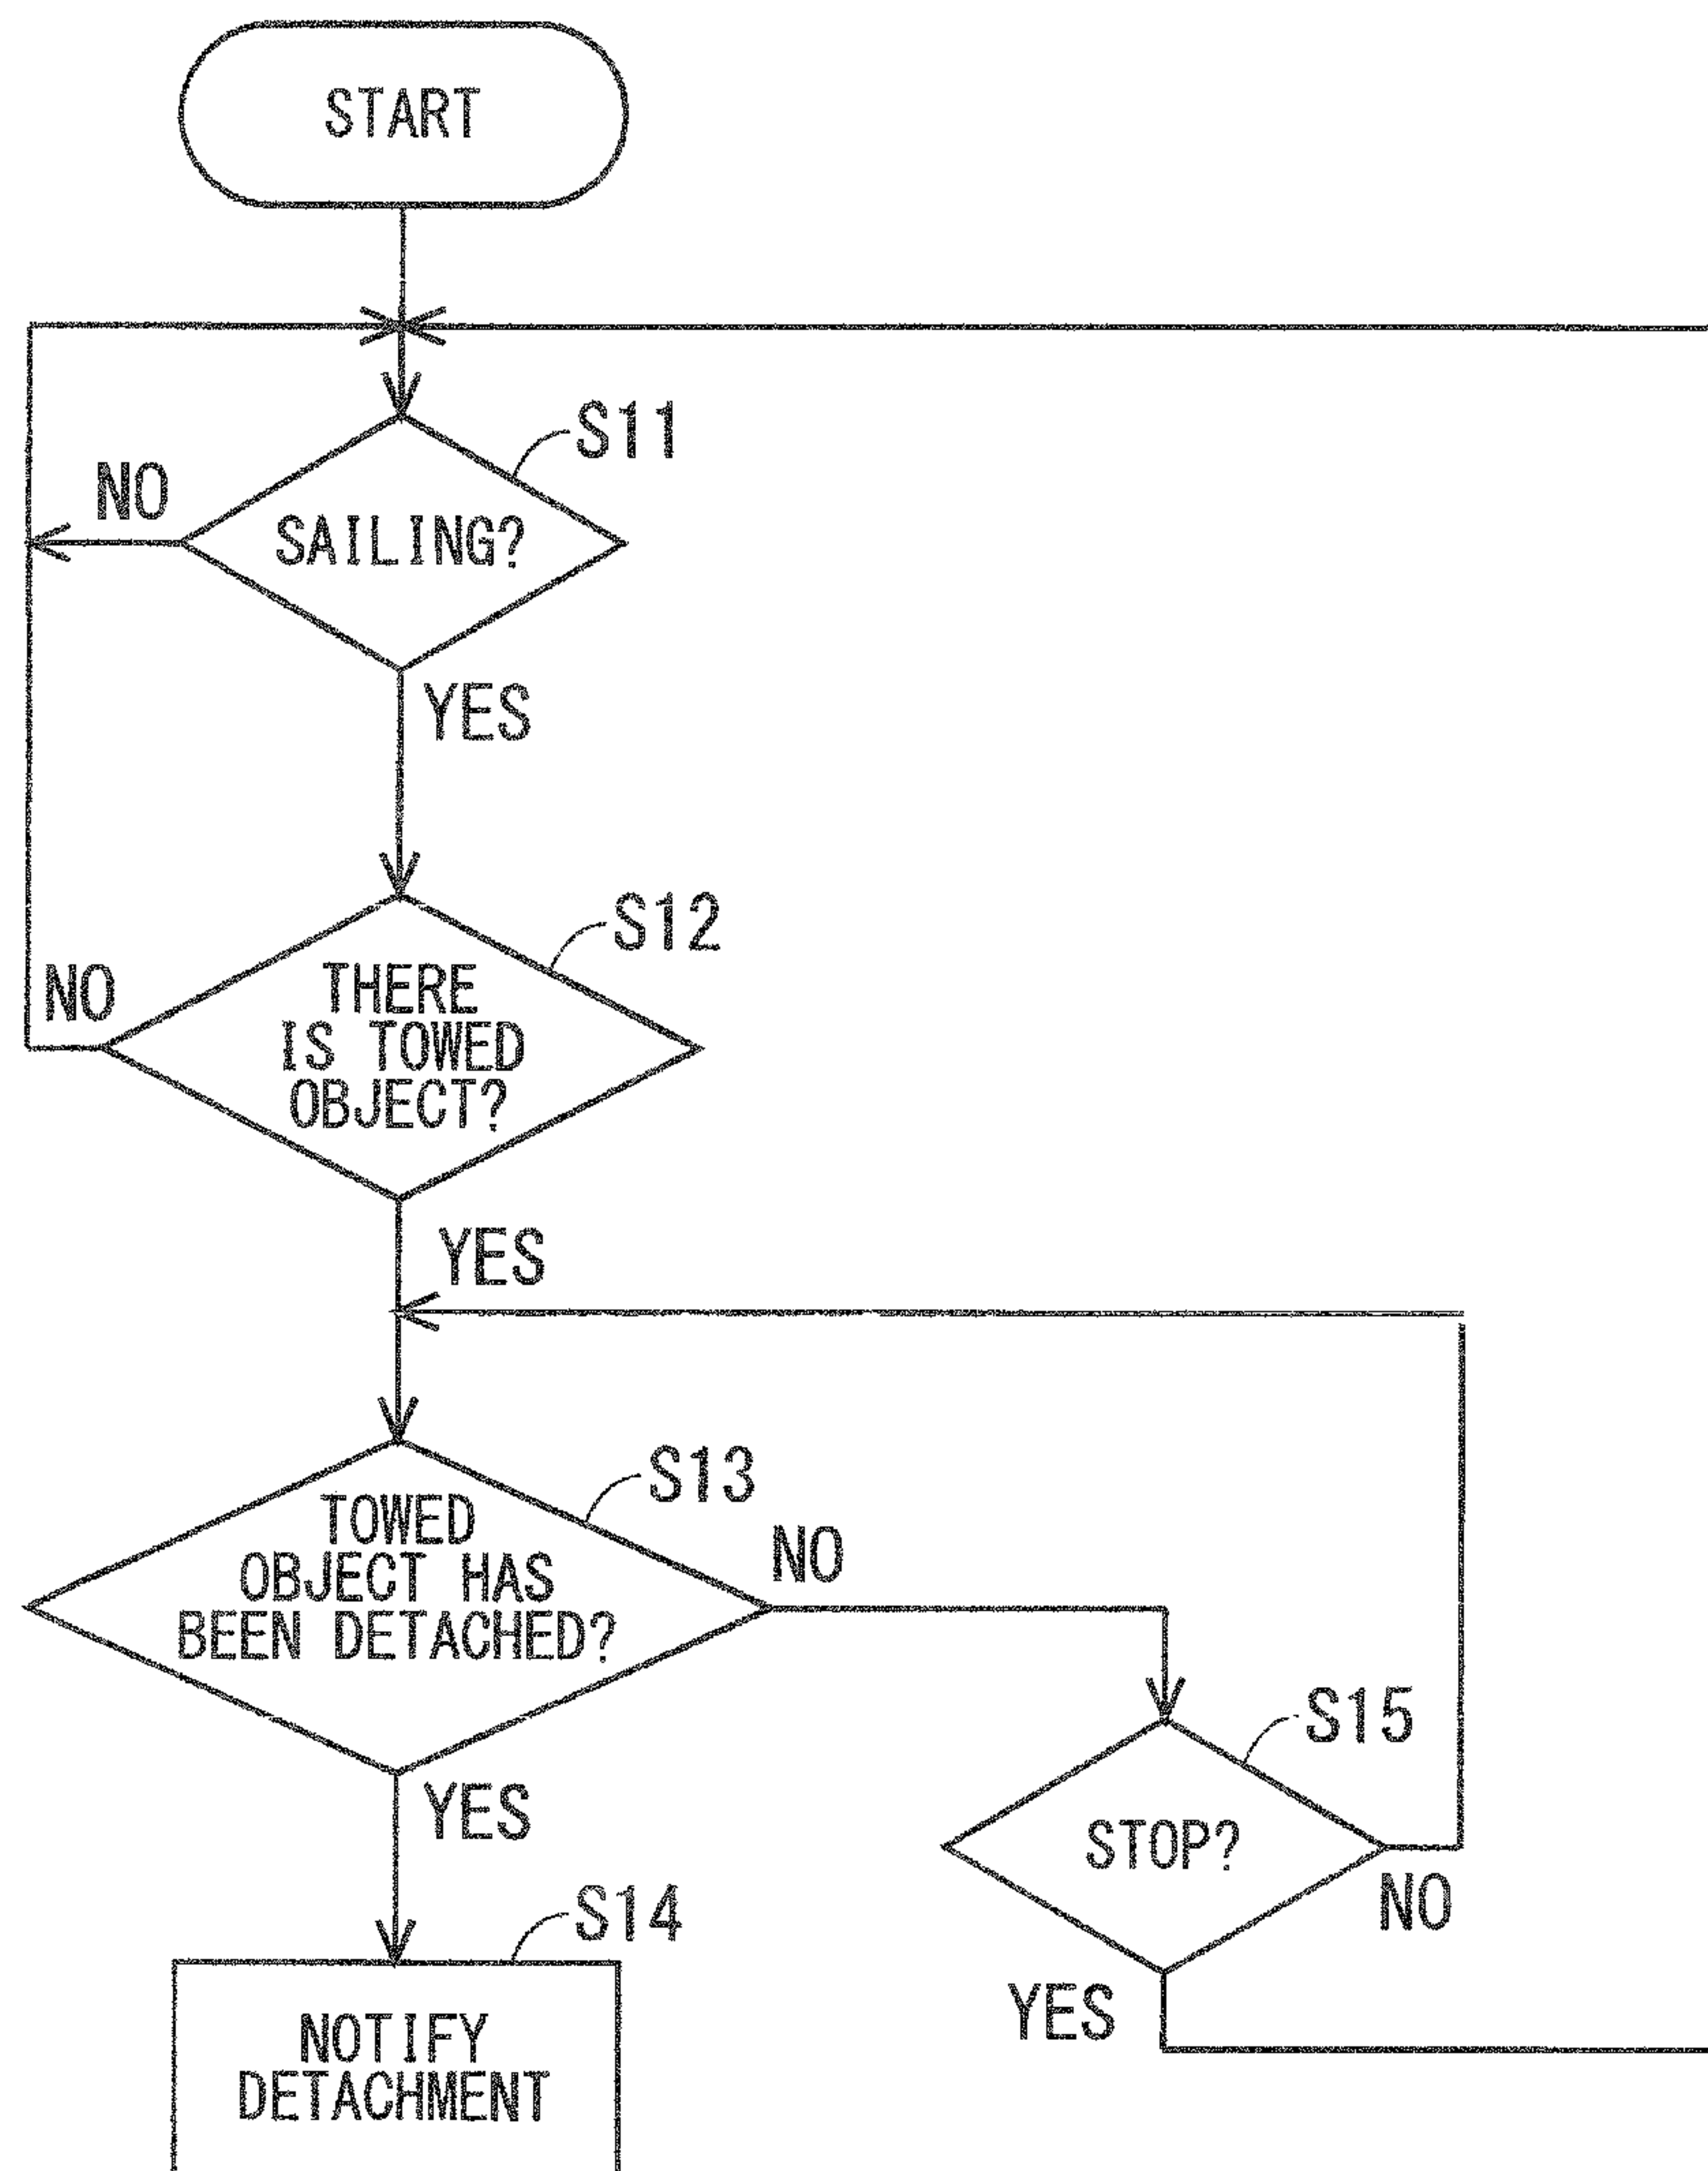 START
S11
NO
SAILING?
YES
S12
NO
THERE
IS TOWED
OBJECT?
YES
S13
TOWED
OBJECT HAS
BEEN DETACHED?
NO
YES
S15
STOP?
NO
YES
S14
NOTIFY
DETACHMENT